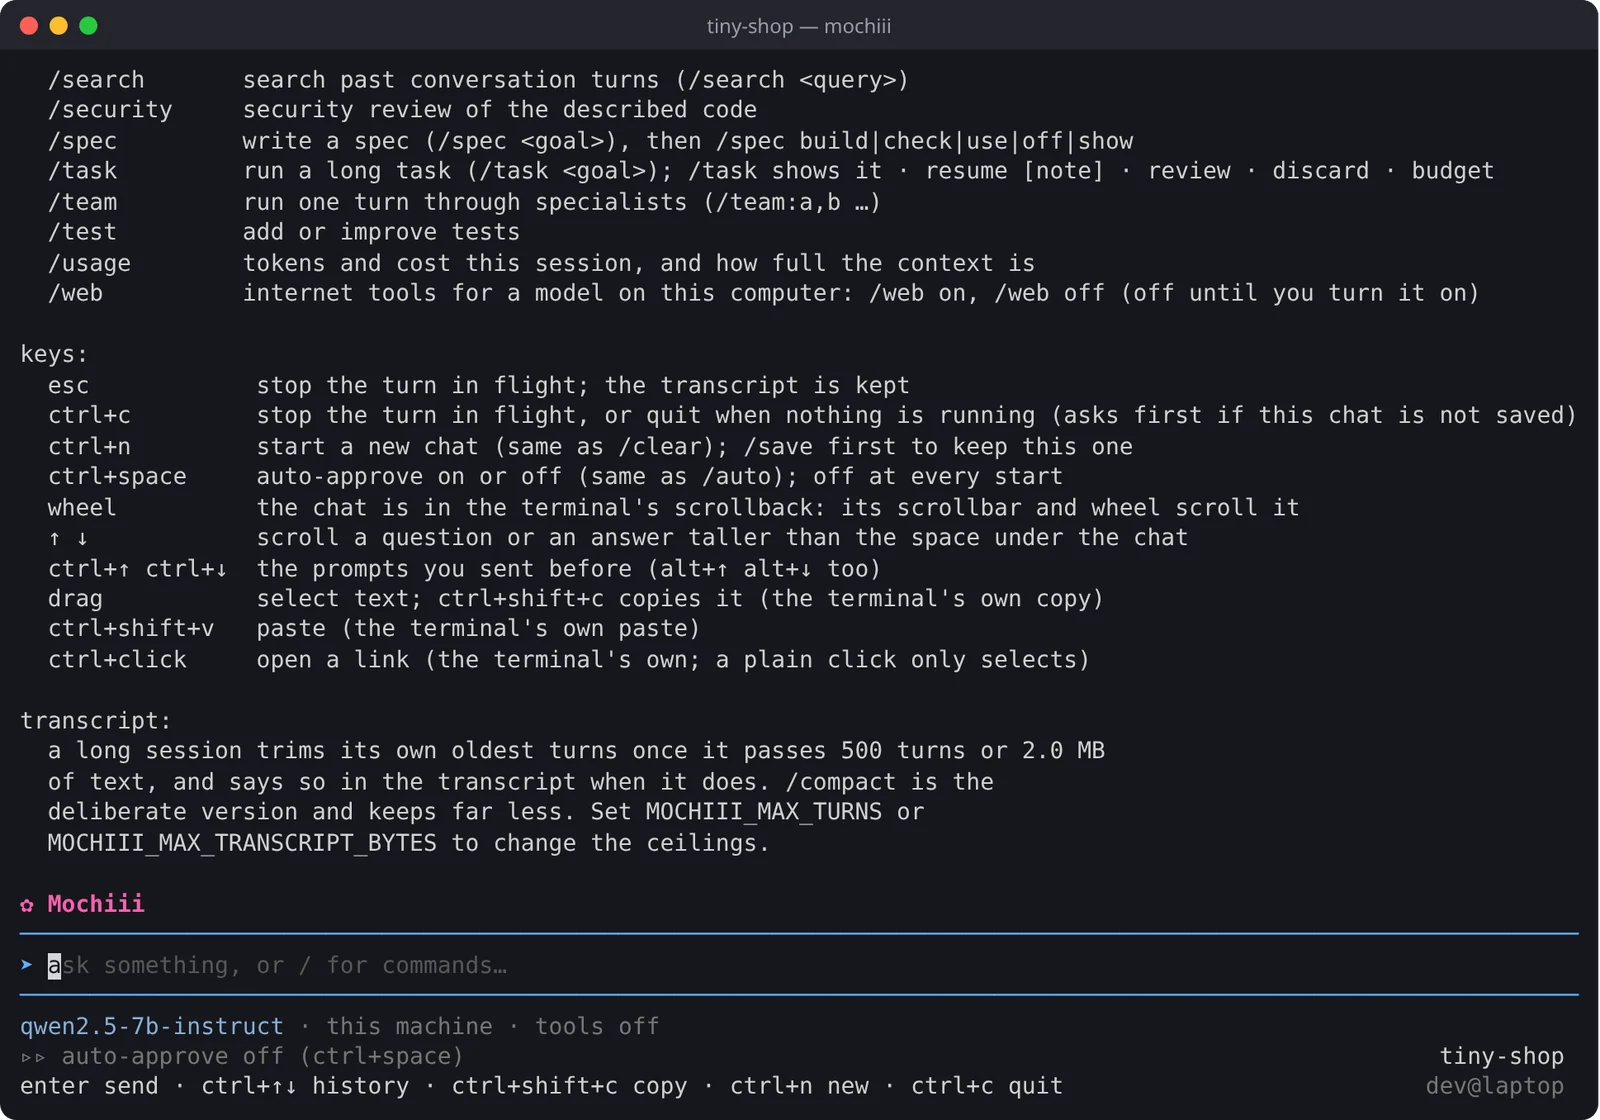 tiny-shop — mochiii
/search       search past conversation turns (/search <query>)
/security     security review of the described code
/spec         write a spec (/spec <goal>), then /spec build|check|use|off|show
/task         run a long task (/task <goal>); /task shows it · resume [note] · review · discard · budget
/team         run one turn through specialists (/team:a,b …)
/test         add or improve tests
/usage        tokens and cost this session, and how full the context is
/web          internet tools for a model on this computer: /web on, /web off (off until you turn it on)
keys:
esc            stop the turn in flight; the transcript is kept
ctrl+c         stop the turn in flight, or quit when nothing is running (asks first if this chat is not saved)
ctrl+n         start a new chat (same as /clear); /save first to keep this one
ctrl+space     auto-approve on or off (same as /auto); off at every start
wheel          the chat is in the terminal's scrollback: its scrollbar and wheel scroll it
↑ ↓            scroll a question or an answer taller than the space under the chat
ctrl+↑ ctrl+↓  the prompts you sent before (alt+↑ alt+↓ too)
drag           select text; ctrl+shift+c copies it (the terminal's own copy)
ctrl+shift+v   paste (the terminal's own paste)
ctrl+click     open a link (the terminal's own; a plain click only selects)
transcript:
a long session trims its own oldest turns once it passes 500 turns or 2.0 MB
of text, and says so in the transcript when it does. /compact is the
deliberate version and keeps far less. Set MOCHIII_MAX_TURNS or
MOCHIII_MAX_TRANSCRIPT_BYTES to change the ceilings.
✿ Mochiii
➤ ask something, or / for commands…
qwen2.5-7b-instruct · this machine · tools off
▹▹ auto-approve off (ctrl+space)    tiny-shop
enter send · ctrl+↑↓ history · ctrl+shift+c copy · ctrl+n new · ctrl+c quit    dev@laptop